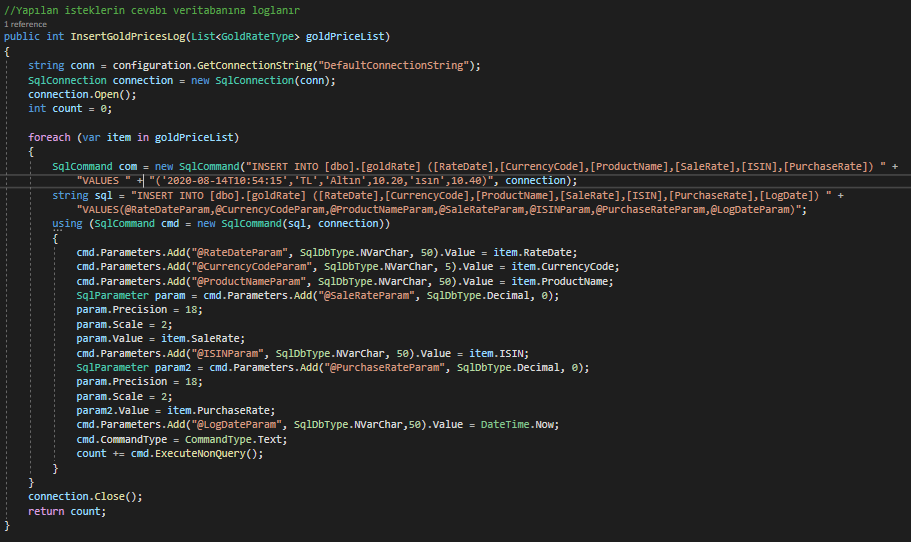 //Yapılan isteklerin cevabı veritabanına loglanır
1 reference
public int InsertGoldPricesLog(List<GoldRateType> goldPriceList)
{
string conn = configuration.GetConnectionString("DefaultConnectionString");
SqlConnection connection = new SqlConnection(conn);
connection.Open();
int count = 0;
foreach (var item in goldPriceList)
{
SqlCommand com = new SqlCommand("INSERT INTO [dbo].[goldRate] ([RateDate],[CurrencyCode],[ProductName],[SaleRate],[ISIN],[PurchaseRate]) " +
"VALUES " + "('2020-08-14T10:54:15','TL','Altin',10.20,'ısın',10.40)", connection);
string sql = "INSERT INTO [dbo].[goldRate] ([RateDate],[CurrencyCode],[ProductName],[SaleRate],[ISIN],[PurchaseRate],[LogDate]) " +
"VALUES(@RateDateParam,@CurrencyCodeParam,@ProductNameParam,@SaleRateParam,@ISINParam,@PurchaseRateParam,@LogDateParam)";
using (SqlCommand cmd = new SqlCommand(sql, connection))
{
cmd.Parameters.Add("@RateDateParam", SqlDbType.NVarChar, 50).Value = item.RateDate;
cmd.Parameters.Add("@CurrencyCodeParam", SqlDbType.NVarChar, 5).Value = item.CurrencyCode;
cmd.Parameters.Add("@ProductNameParam", SqlDbType.NVarChar, 50).Value = item.ProductName;
SqlParameter param = cmd.Parameters.Add("@SaleRateParam", SqlDbType.Decimal, 0);
param.Precision = 18;
param.Scale = 2;
param.Value = item.SaleRate;
cmd.Parameters.Add("@ISINParam", SqlDbType.NVarChar, 50).Value = item.ISIN;
SqlParameter param2 = cmd.Parameters.Add("@PurchaseRateParam", SqlDbType.Decimal, 0);
param.Precision = 18;
param.Scale = 2;
param2.Value = item.PurchaseRate;
cmd.Parameters.Add("@LogDateParam", SqlDbType.NVarChar,50).Value = DateTime.Now;
cmd.CommandType = CommandType.Text;
count += cmd.ExecuteNonQuery();
}
}
connection.Close();
return count;
}